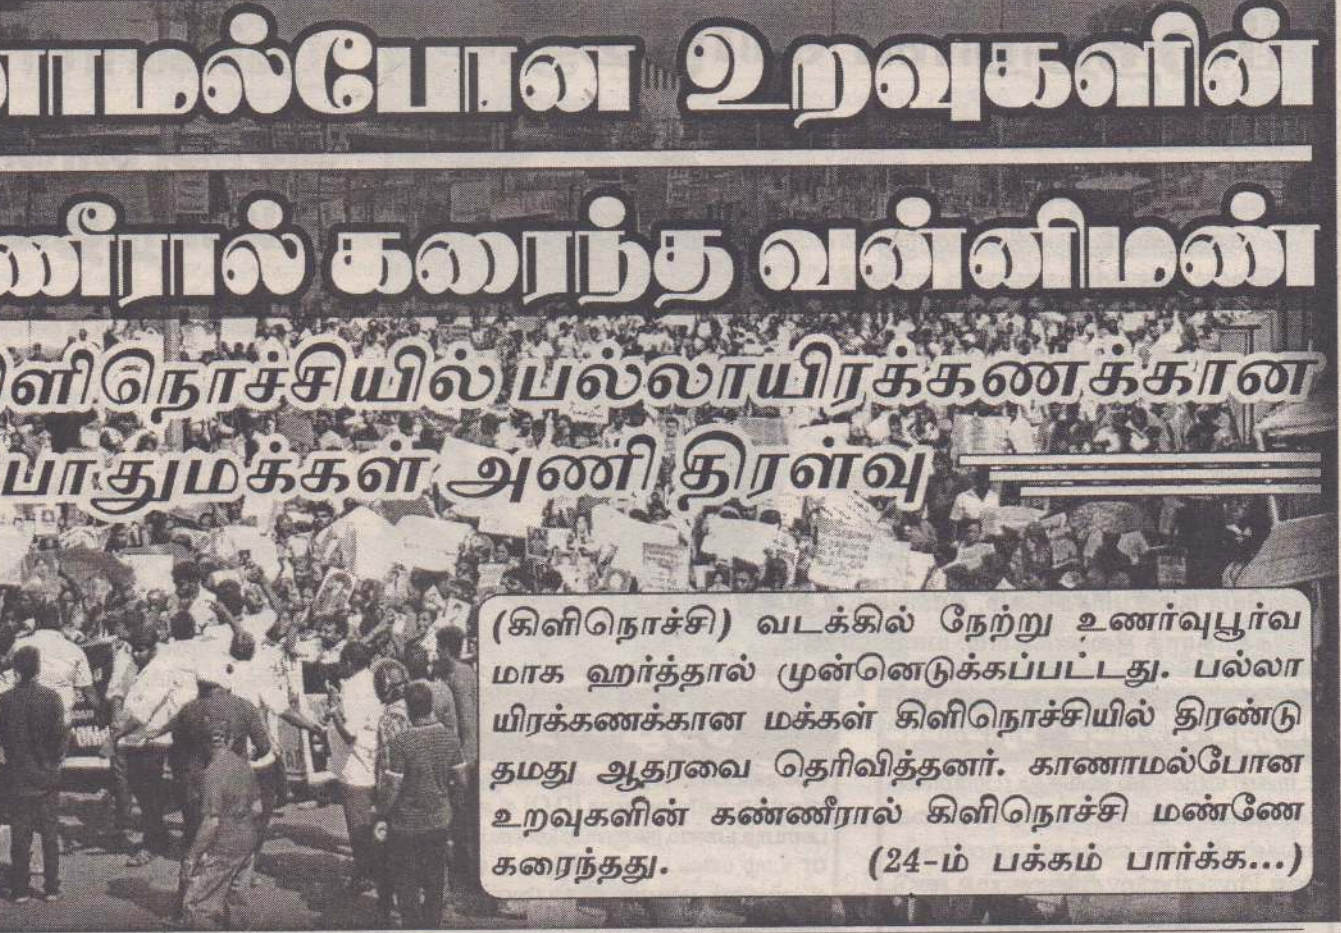 ணாமல்போன உறவுகளின்
ணீரால் கரைந்த வன்னிமண்
ளிநொச்சியில் பல்லாயிரக்கணக்கான
பாதுமக்கள் அணி திரள்வு
(கிளிநொச்சி) வடக்கில் நேற்று உணர்வுபூர்வ
மாக ஹர்த்தால் முன்னெடுக்கப்பட்டது. பல்லா
யிரக்கணக்கான மக்கள் கிளிநொச்சியில் திரண்டு
தமது ஆதரவை தெரிவித்தனர். காணாமல்போன
உறவுகளின் கண்ணீரால் கிளிநொச்சி மண்ணே
கரைந்தது. (24-ம் பக்கம் பார்க்க...)